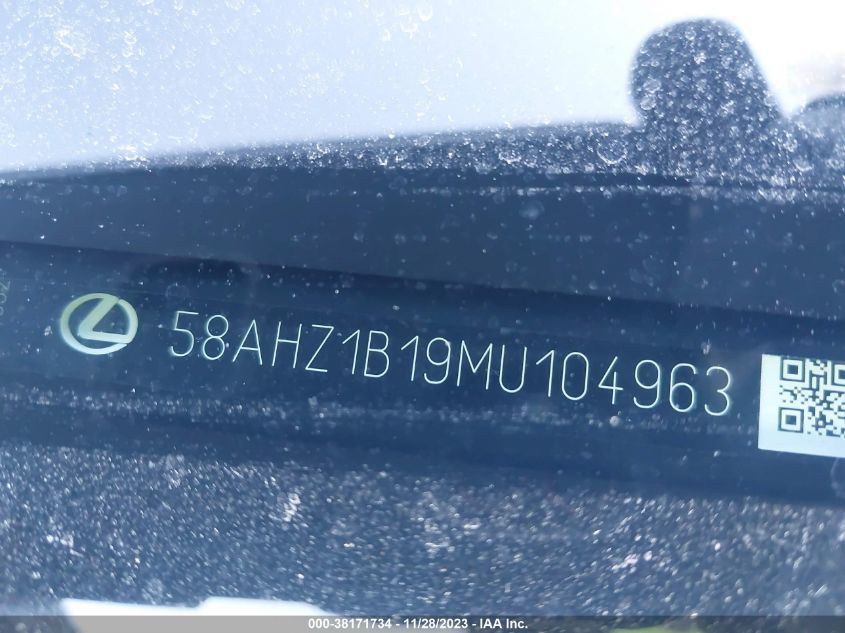 58AHZ1B19MU104963
000-38171734 - 11/28/2023 - IAA Inc.